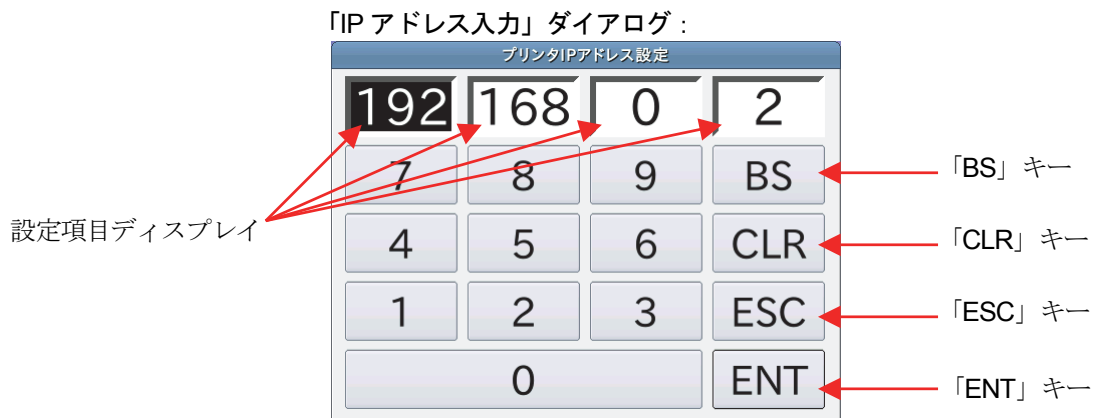 「IP アドレス入力」ダイアログ：
プリンタIPアドレス設定
192 168 0 2
7 8 9 BS
「BS」キー
設定項目ディスプレイ
4 5 6 CLR
「CLR」キー
1 2 3 ESC
「ESC」キー
0 ENT
「ENT」キー